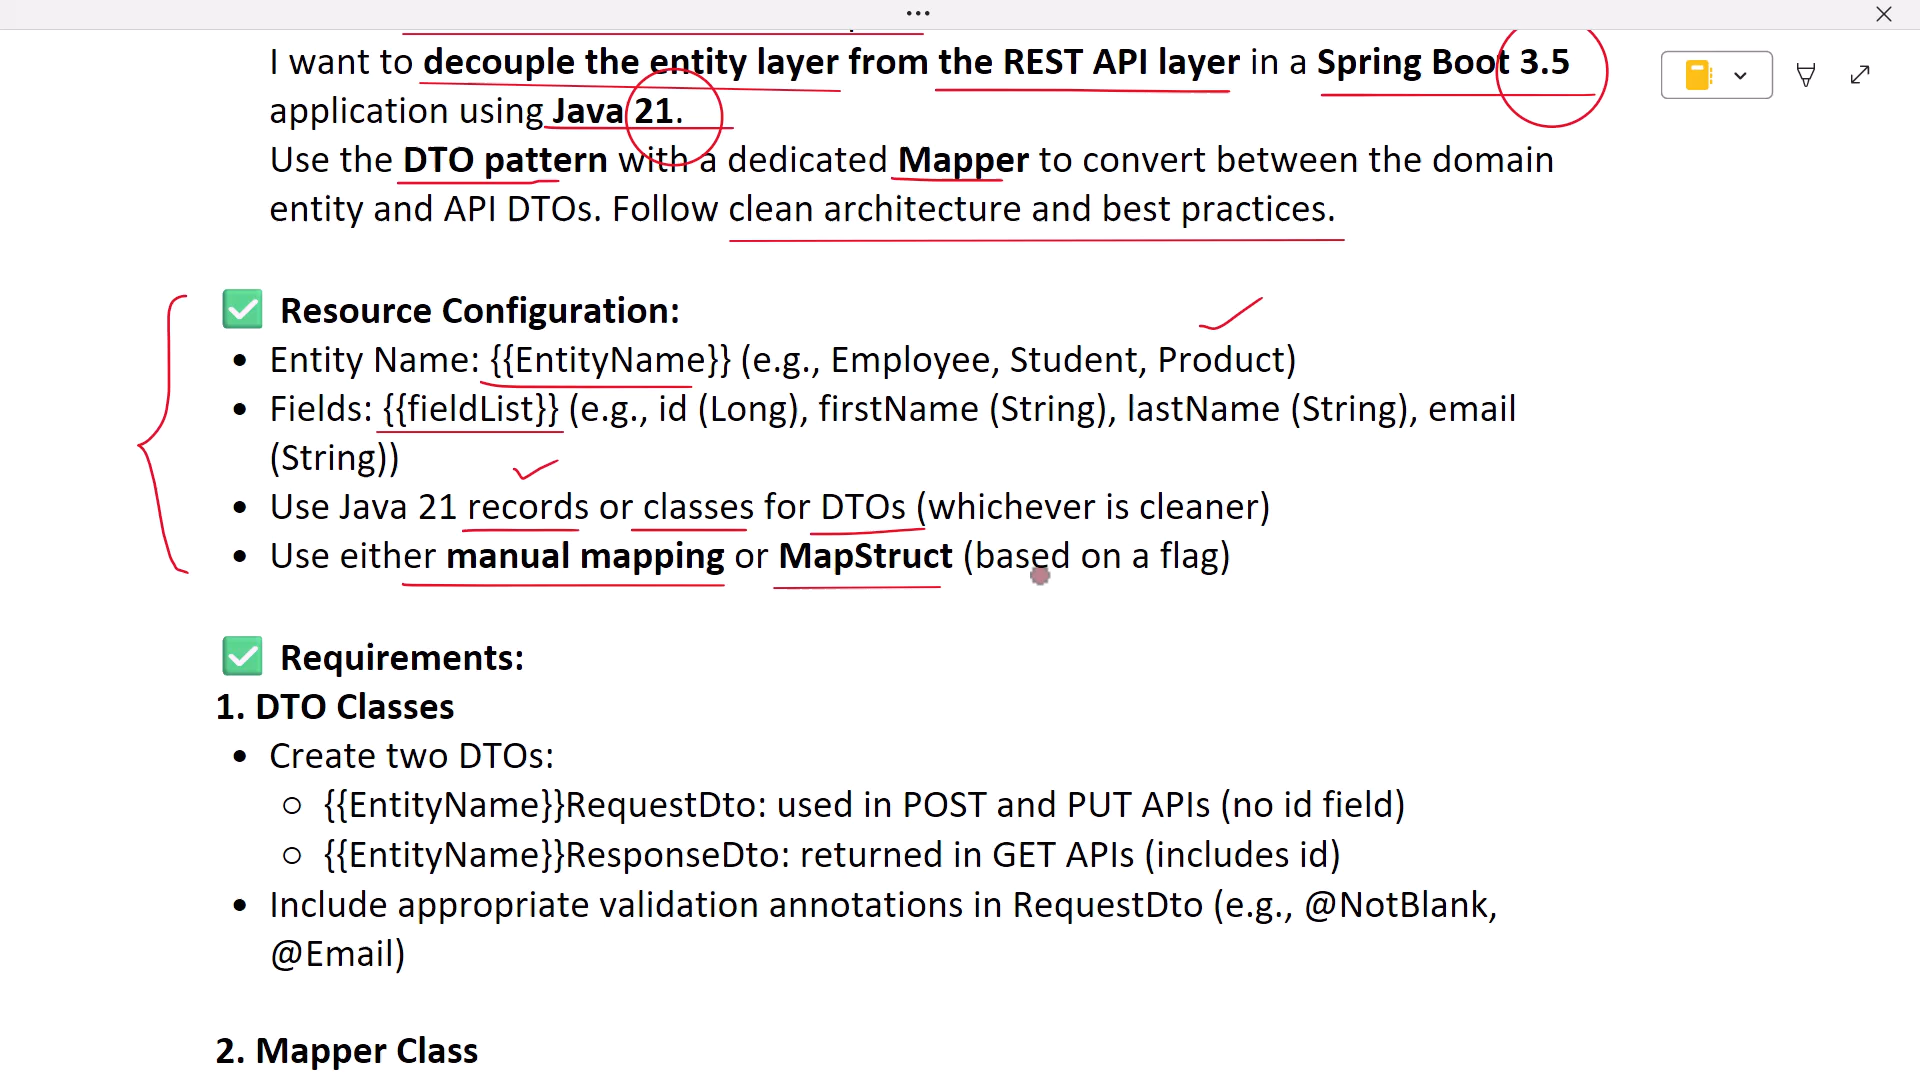 I want to decouple the entity layer from the REST API layer in a Spring Boot 3.5
application using Java 21.
Use the DTO pattern with a dedicated Mapper to convert between the domain
entity and API DTOs. Follow clean architecture and best practices.
✅ Resource Configuration:
• Entity Name: {{EntityName}} (e.g., Employee, Student, Product)
• Fields: {{fieldList}} (e.g., id (Long), firstName (String), lastName (String), email
(String))
• Use Java 21 records or classes for DTOs (whichever is cleaner)
• Use either manual mapping or MapStruct (based on a flag)
✅ Requirements:
1. DTO Classes
• Create two DTOs:
○ {{EntityName}}RequestDto: used in POST and PUT APIs (no id field)
○ {{EntityName}}ResponseDto: returned in GET APIs (includes id)
• Include appropriate validation annotations in RequestDto (e.g., @NotBlank,
@Email)
2. Mapper Class